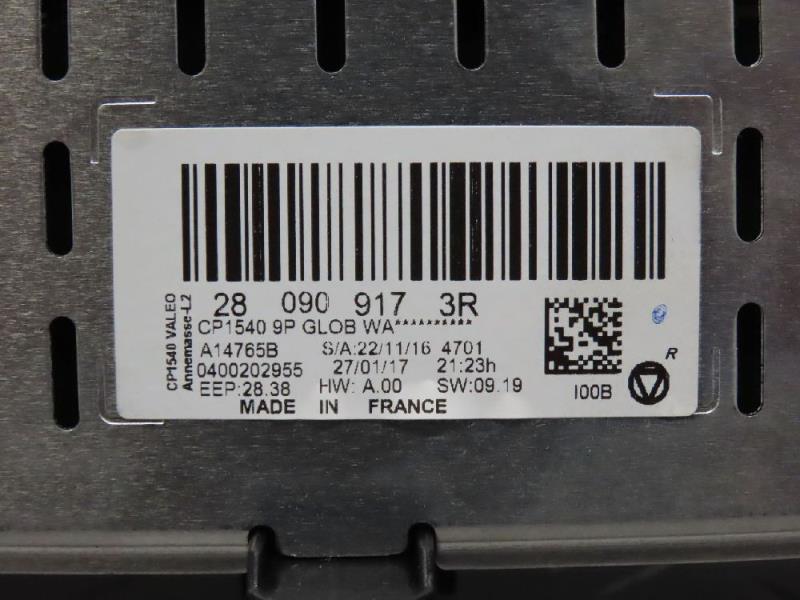 CP1540 VALEO
Annemasse-L2
28 090 917 3R
CP1540 9P GLOB WA**********
A14765B S/A:22/11/16 4701
0400202955 27/01/17 21:23h
EEP:28.38 HW: A.00 SW:09.19
MADE IN FRANCE
I00B
R